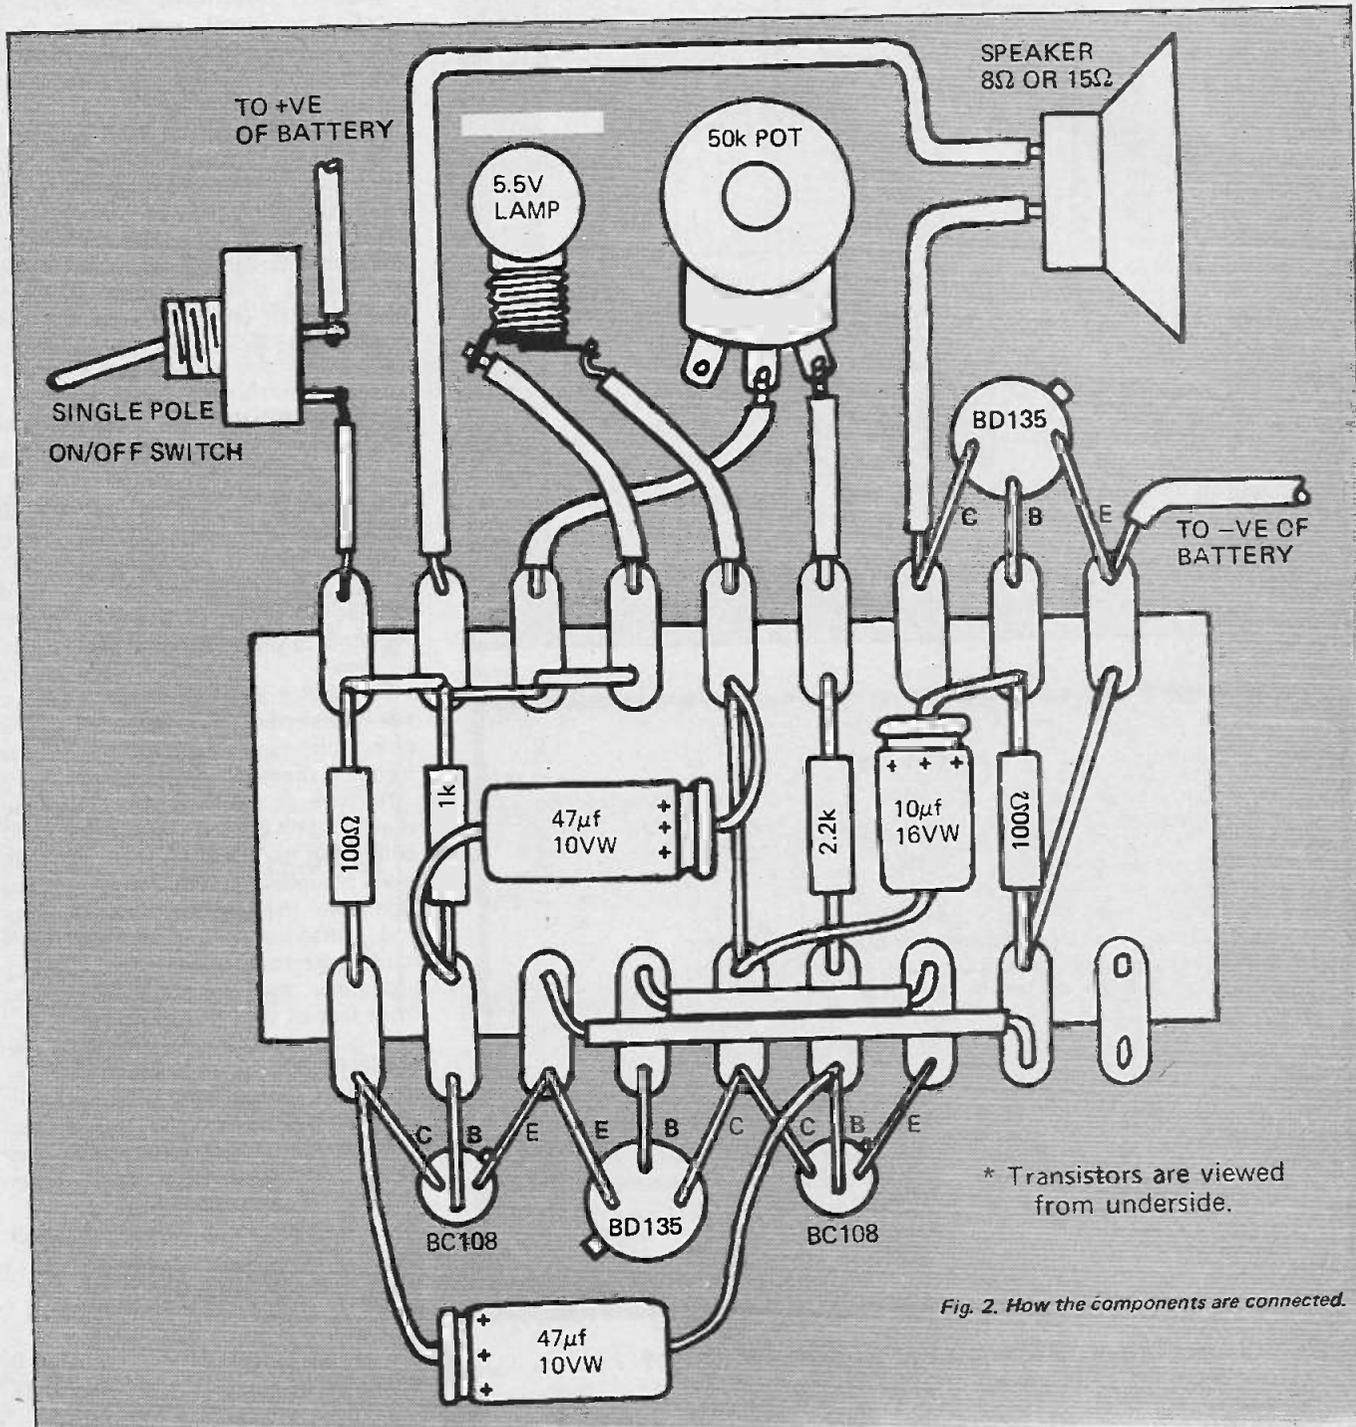 SPEAKER
8Ω OR 15Ω
TO +VE
OF BATTERY
50k POT
5.5V
LAMP
SINGLE POLE
ON/OFF SWITCH
BD135
C
B
E
TO -VE OF
BATTERY
100Ω
1k
47µf
10VW
+
+
+
2.2k
+ + +
10µf
16VW
100Ω
C
B
E
E
B
C
C
B
E
BC108
BD135
BC108
* Transistors are viewed
from underside.
Fig. 2. How the components are connected.
+
+
+
47µf
10VW